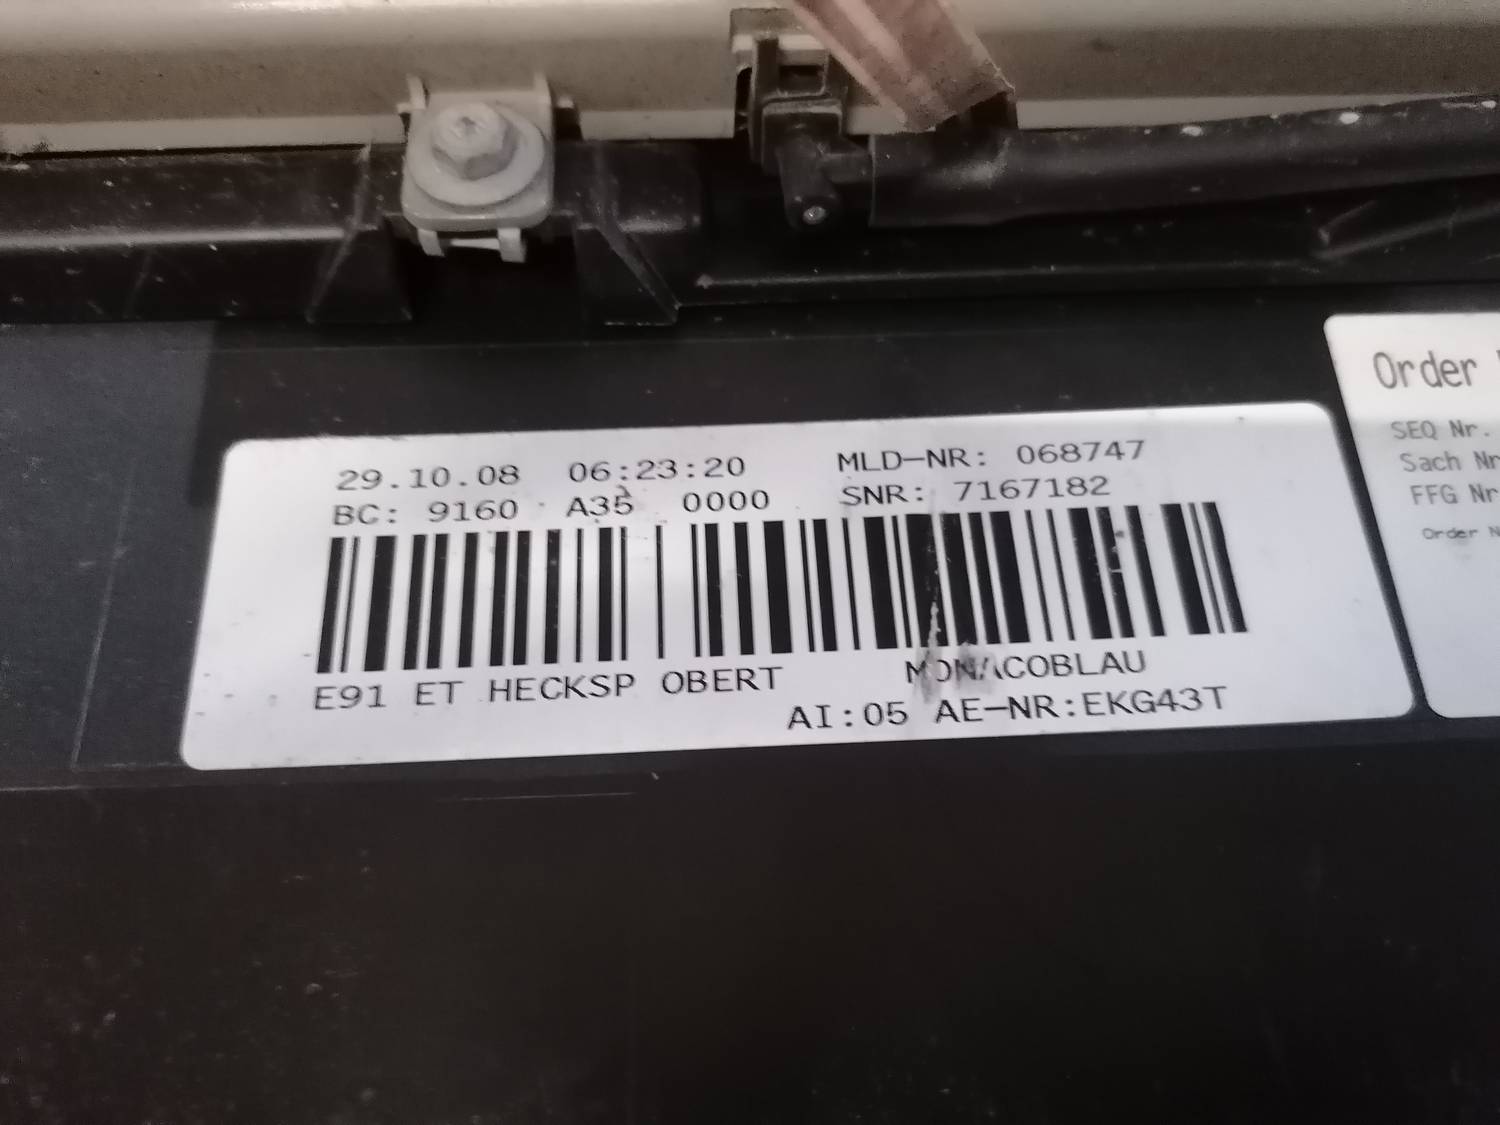 29.10.08 06:23:20 MLD-NR: 068747
BC: 9160 A35 0000 SNR: 7167182
E91 ET HECKSP OBERT MONACOBLAU
AI:05 AE-NR:EKG43T
Order
SEQ Nr.
Sach Nr
FFG Nr
Order